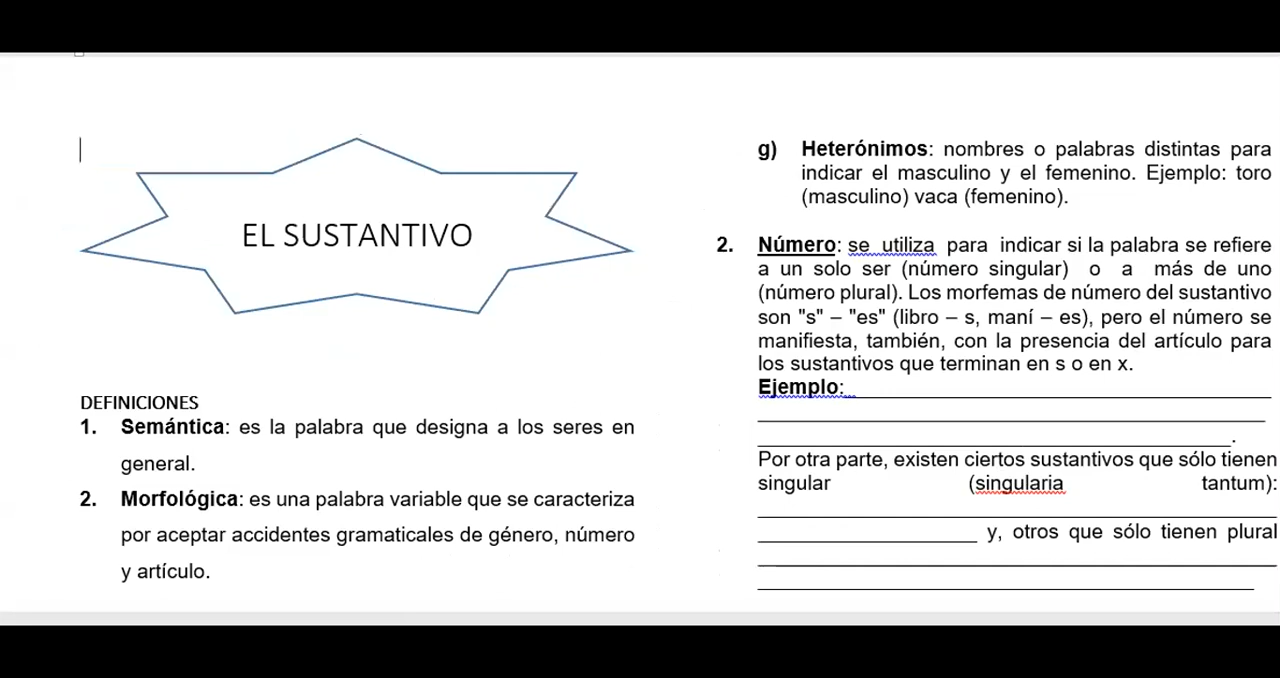 EL SUSTANTIVO
DEFINICIONES
1. Semántica: es la palabra que designa a los seres en
general.
2. Morfológica: es una palabra variable que se caracteriza
por aceptar accidentes gramaticales de género, número
y artículo.
g) Heterónimos: nombres o palabras distintas para
indicar el masculino y el femenino. Ejemplo: toro
(masculino) vaca (femenino).
2. Número: se utiliza para indicar si la palabra se refiere
a un solo ser (número singular) o a más de uno
(número plural). Los morfemas de número del sustantivo
son "s" – "es" (libro – s, maní – es), pero el número se
manifiesta, también, con la presencia del artículo para
los sustantivos que terminan en s o en x.
Ejemplo:
.
Por otra parte, existen ciertos sustantivos que sólo tienen
singular (singularia tantum):
y, otros que sólo tienen plural